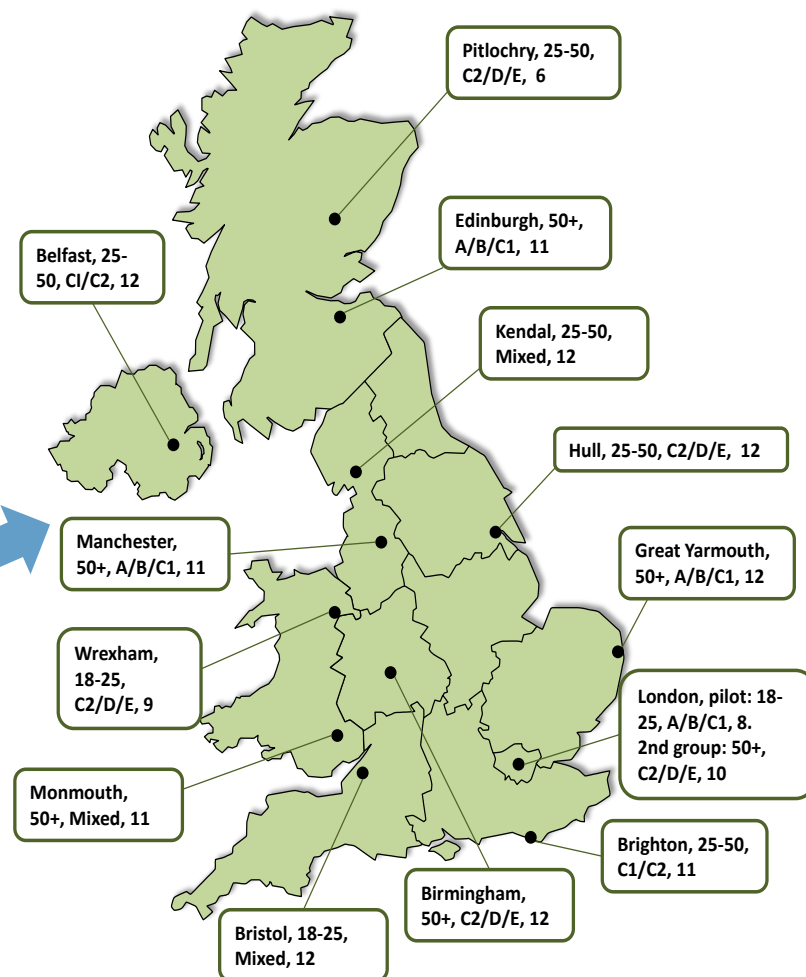 Pitlochry, 25-50,
C2/D/E,  6
Edinburgh, 50+,
A/B/C1,  11
Belfast, 25-
50, CI/C2, 12
Kendal, 25-50,
Mixed, 12
Hull, 25-50, C2/D/E,  12
Manchester,
50+, A/B/C1, 11
Great Yarmouth,
50+, A/B/C1, 12
Wrexham,
18-25,
C2/D/E, 9
London, pilot: 18-
25, A/B/C1, 8.
2nd group: 50+,
C2/D/E, 10
Monmouth,
50+, Mixed, 11
Brighton, 25-50,
C1/C2, 11
Birmingham,
50+, C2/D/E, 12
Bristol, 18-25,
Mixed, 12